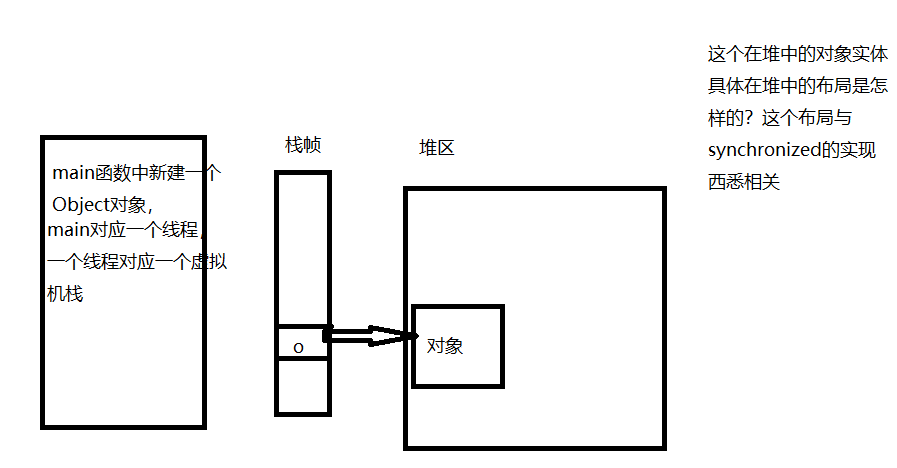 main函数中新建一个
Object对象，
main对应一个线程，
一个线程对应一个虚拟
机栈
栈帧
o
堆区
对象
这个在堆中的对象实体
具体在堆中的布局是怎
样的？这个布局与
synchronized的实现
西悉相关